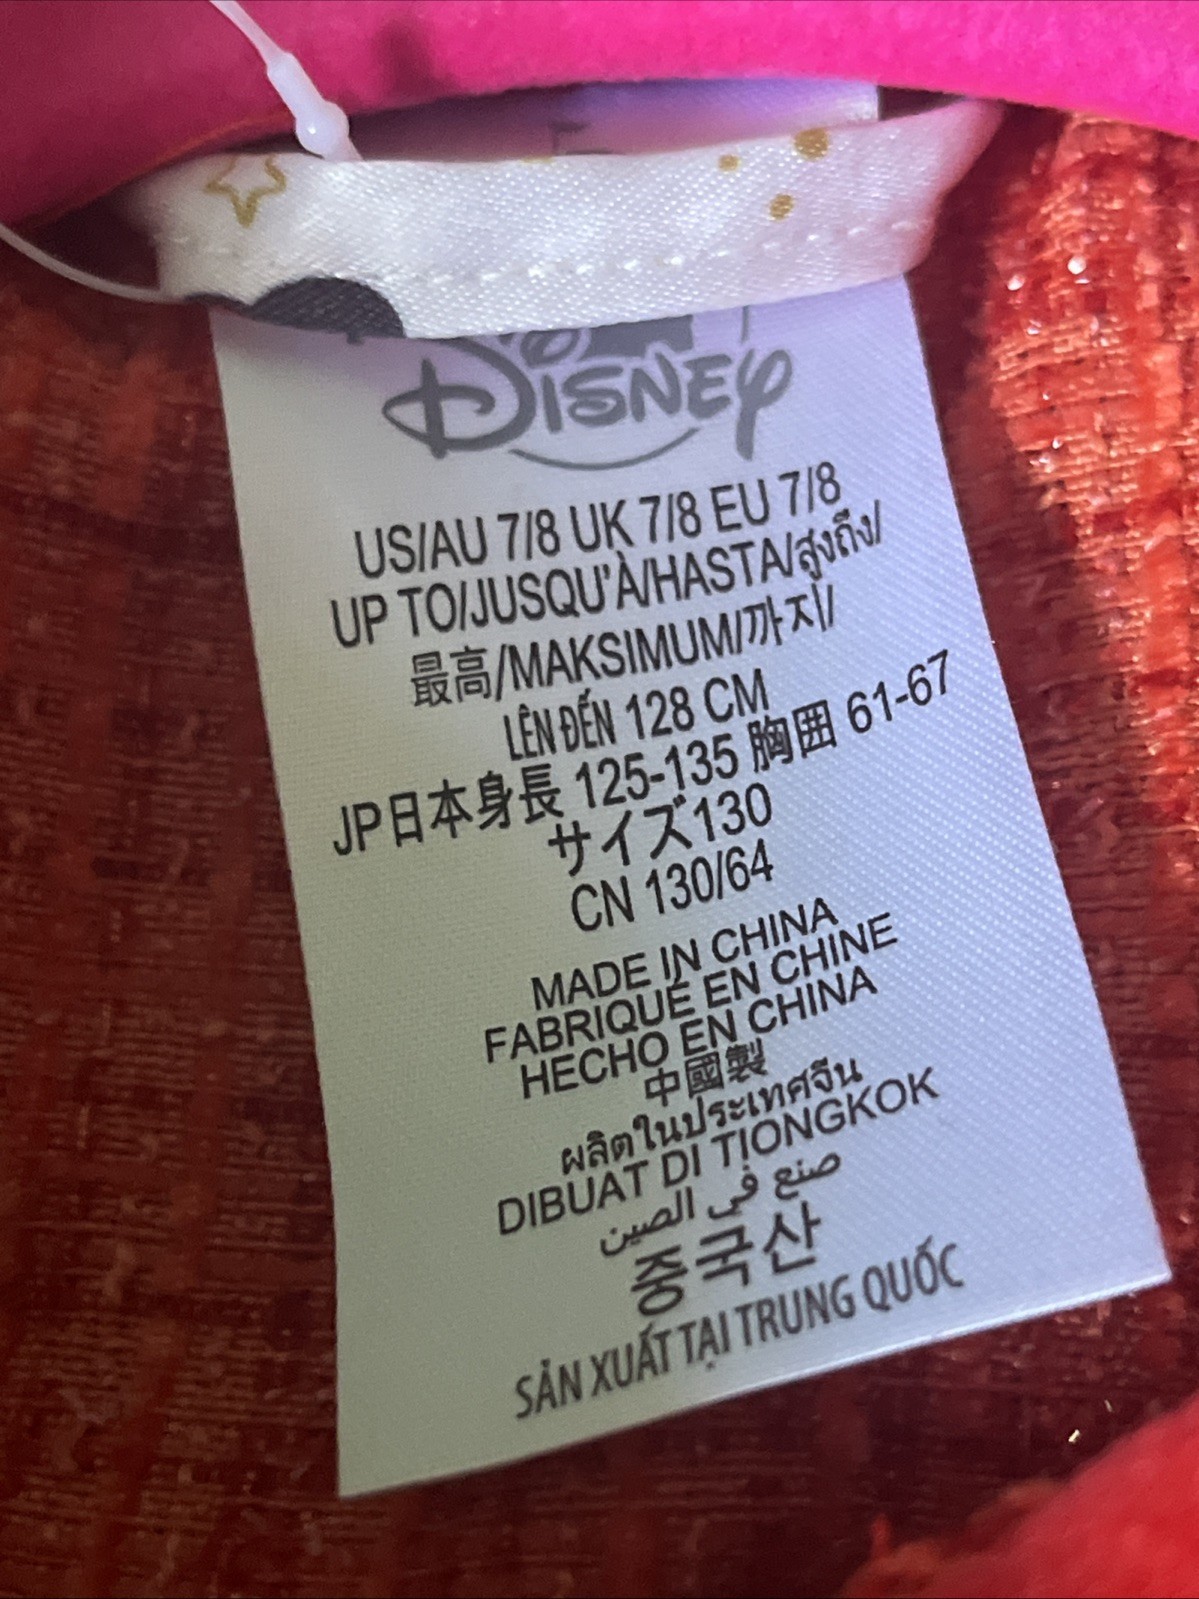 DISNEY
US/AU 7/8 UK 7/8 EU 7/8
UP TO/JUSQU'À/HASTA/สูงถึง/
最高/MAKSIMUM/까지/
LÊN ĐẾN 128 CM
JP日本身長 125-135 胸囲 61-67
サイズ130
CN 130/64
MADE IN CHINA
FABRIQUÉ EN CHINE
HECHO EN CHINA
中國製
ผลิตในประเทศจีน
DIBUAT DI TIONGKOK
صنع في الصين
중국산
SẢN XUẤT TẠI TRUNG QUỐC